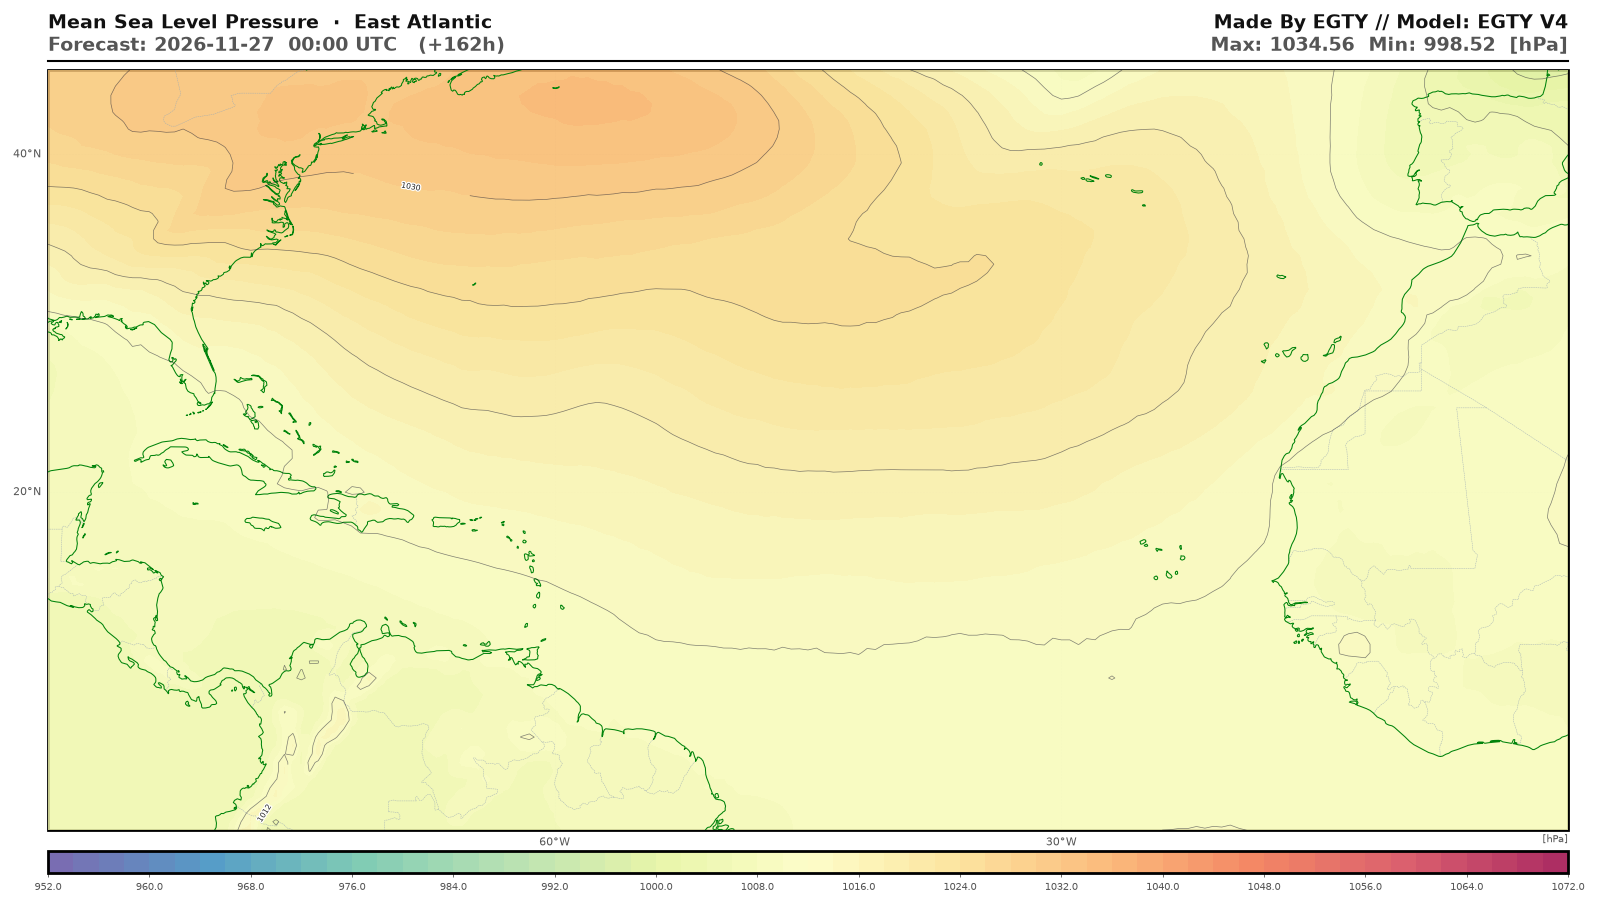 Mean Sea Level Pressure · East Atlantic
Forecast: 2026-11-27 00:00 UTC (+162h)
Made By EGTY // Model: EGTY V4
Max: 1034.56 Min: 998.52 [hPa]
40°N
20°N
1030
1012
60°W
30°W
[hPa]
952.0 960.0 968.0 976.0 984.0 992.0 1000.0 1008.0 1016.0 1024.0 1032.0 1040.0 1048.0 1056.0 1064.0 1072.0